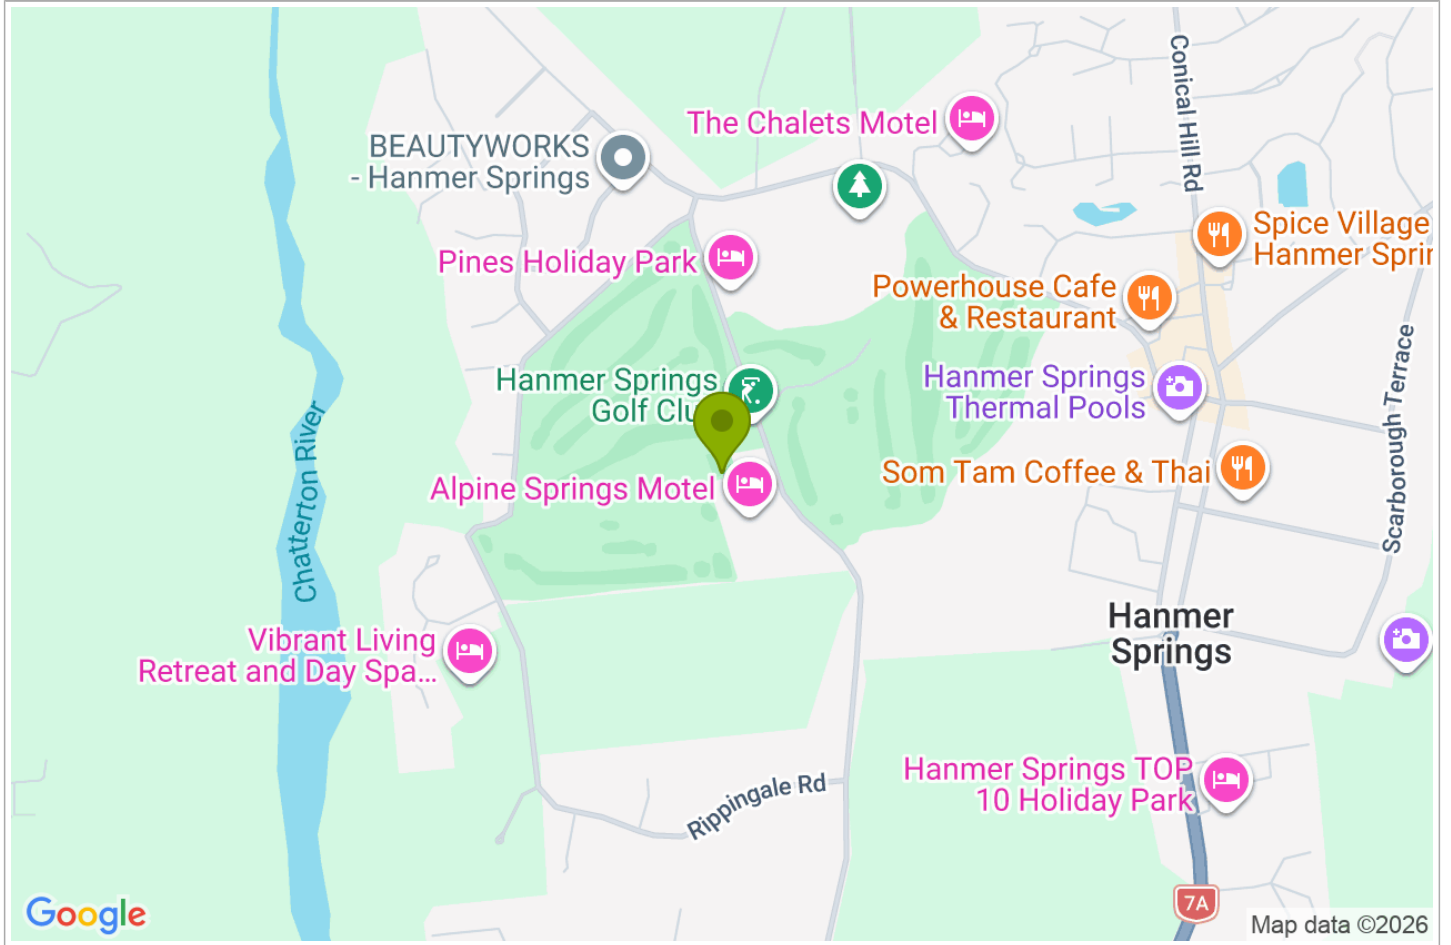 Conical Hill Rd
The Chalets Motel
BEAUTYWORKS
- Hanmer Springs
Spice Village
Hanmer Sprin
Pines Holiday Park
Powerhouse Cafe
& Restaurant
Hanmer Springs
Golf Clu
Hanmer Springs
Thermal Pools
Scarborough Terrace
Chatterton River
Som Tam Coffee & Thai
Alpine Springs Motel
Hanmer
Springs
Vibrant Living
Retreat and Day Spa...
Hanmer Springs TOP
10 Holiday Park
Rippingale Rd
7A
Google
Map data ©2026